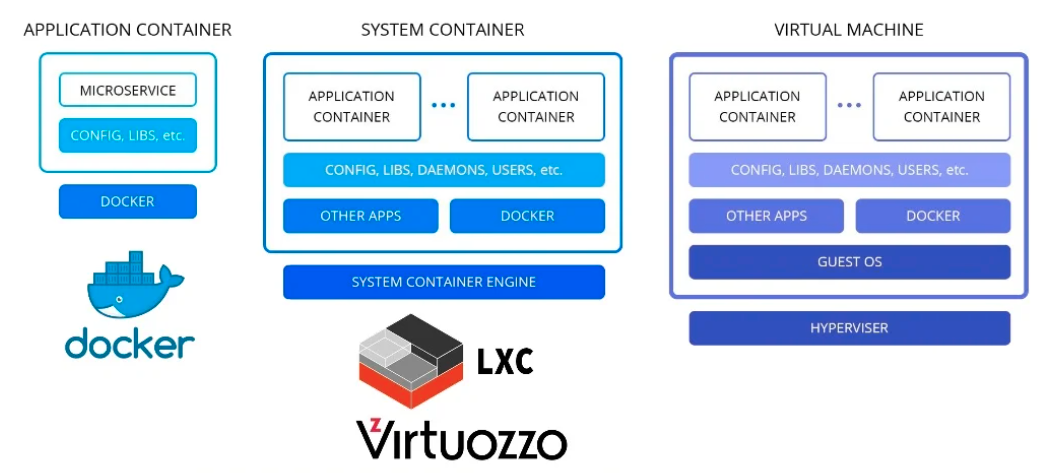 APPLICATION CONTAINER
MICROSERVICE
CONFIG, LIBS, etc.
DOCKER
docker
SYSTEM CONTAINER
APPLICATION
CONTAINER
...
APPLICATION
CONTAINER
CONFIG, LIBS, DAEMONS, USERS, etc.
OTHER APPS
DOCKER
SYSTEM CONTAINER ENGINE
LXC
Virtuozzo
VIRTUAL MACHINE
APPLICATION
CONTAINER
...
APPLICATION
CONTAINER
CONFIG, LIBS, DAEMONS, USERS, etc.
OTHER APPS
DOCKER
GUEST OS
HYPERVISER